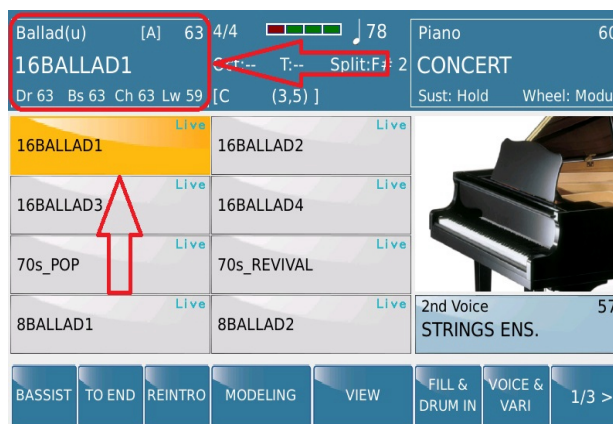 Ballad(u) [A] 63 4/4 78 Piano 60
16BALLAD1 T:-- Split:F# 2 CONCERT
Dr 63 Bs 63 Ch 63 Lw 59 [C (3,5) ] Sust: Hold Wheel: Modu
Live Live
16BALLAD1 16BALLAD2
Live Live
16BALLAD3 16BALLAD4
Live Live
70s_POP 70s_REVIVAL
Live Live 2nd Voice 57
8BALLAD1 8BALLAD2 STRINGS ENS.
BASSIST TO END REINTRO MODELING VIEW FILL & DRUM IN VOICE & VARI 1/3 >